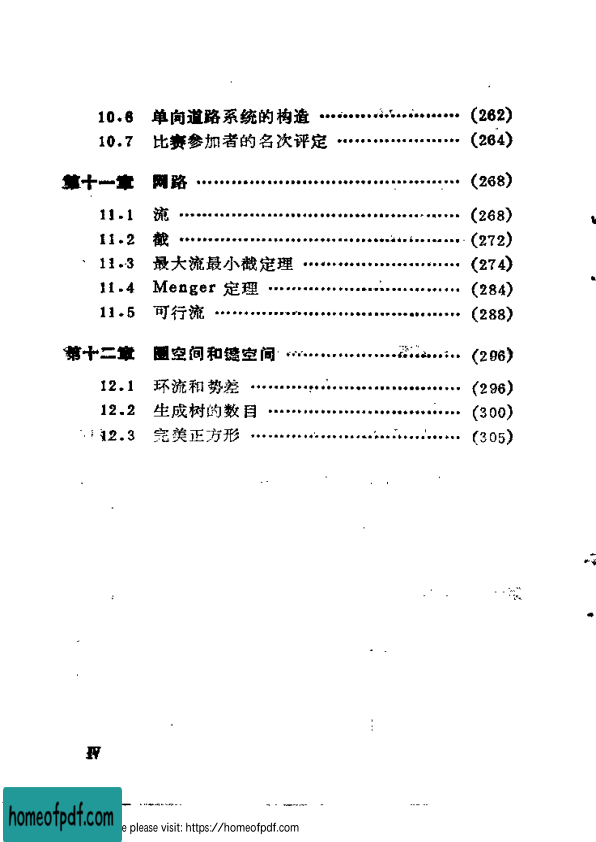 10.6 单向道路系统的构造 ……………………… (262)
10.7 比赛参加者的名次评定 ……………………… (264)
第十一章 网路 ……………………… (268)
11.1 流 ……………………… (268)
11.2 截 ……………………… (272)
11.3 最大流最小截定理 ……………………… (274)
11.4 Menger 定理 ……………………… (284)
11.5 可行流 ……………………… (288)
第十二章 圈空间和键空间 ……………………… (296)
12.1 环流和势差 ……………………… (296)
12.2 生成树的数目 ……………………… (300)
12.3 完美正方形 ……………………… (305)
Ⅳ
homeofpdf.com
e please visit: https://homeofpdf.com